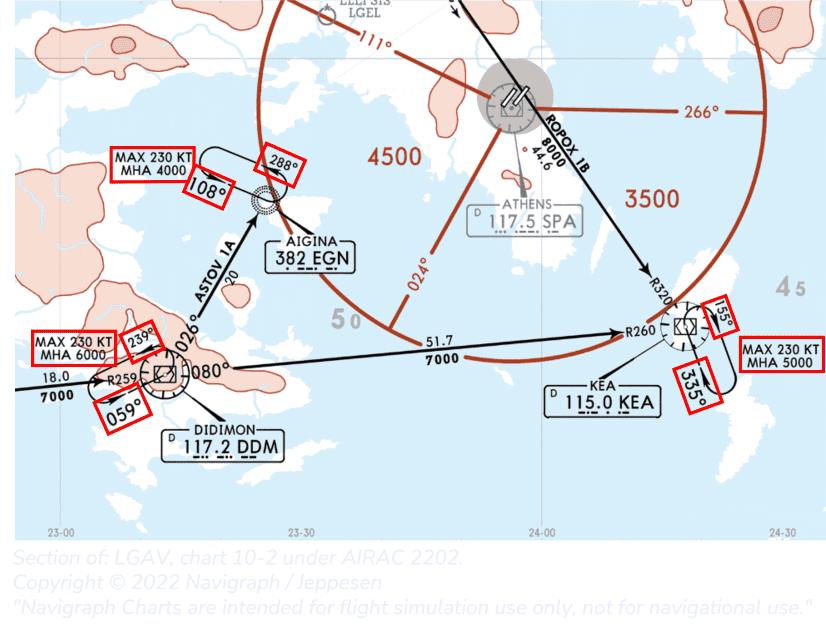 ELEFSIS
LGEL
111°
266°
ROPOX 1B
8000
44.6
MAX 230 KT
MHA 4000
288°
108°
4500
3500
ATHENS
D 117.5 SPA
AIGINA
382 EGN
ASTOV 1A
20
024°
R320
45
50
155°
MAX 230 KT
MHA 6000
239°
026°
51.7
7000
R260
MAX 230 KT
MHA 5000
335°
18.0
7000
R259
080°
059°
KEA
D 115.0 KEA
DIDIMON
D 117.2 DDM
23-00
23-30
24-00
24-30
Section of: LGAV, chart 10-2 under AIRAC 2202.
Copyright © 2022 Navigraph / Jeppesen
"Navigraph Charts are intended for flight simulation use only, not for navigational use."